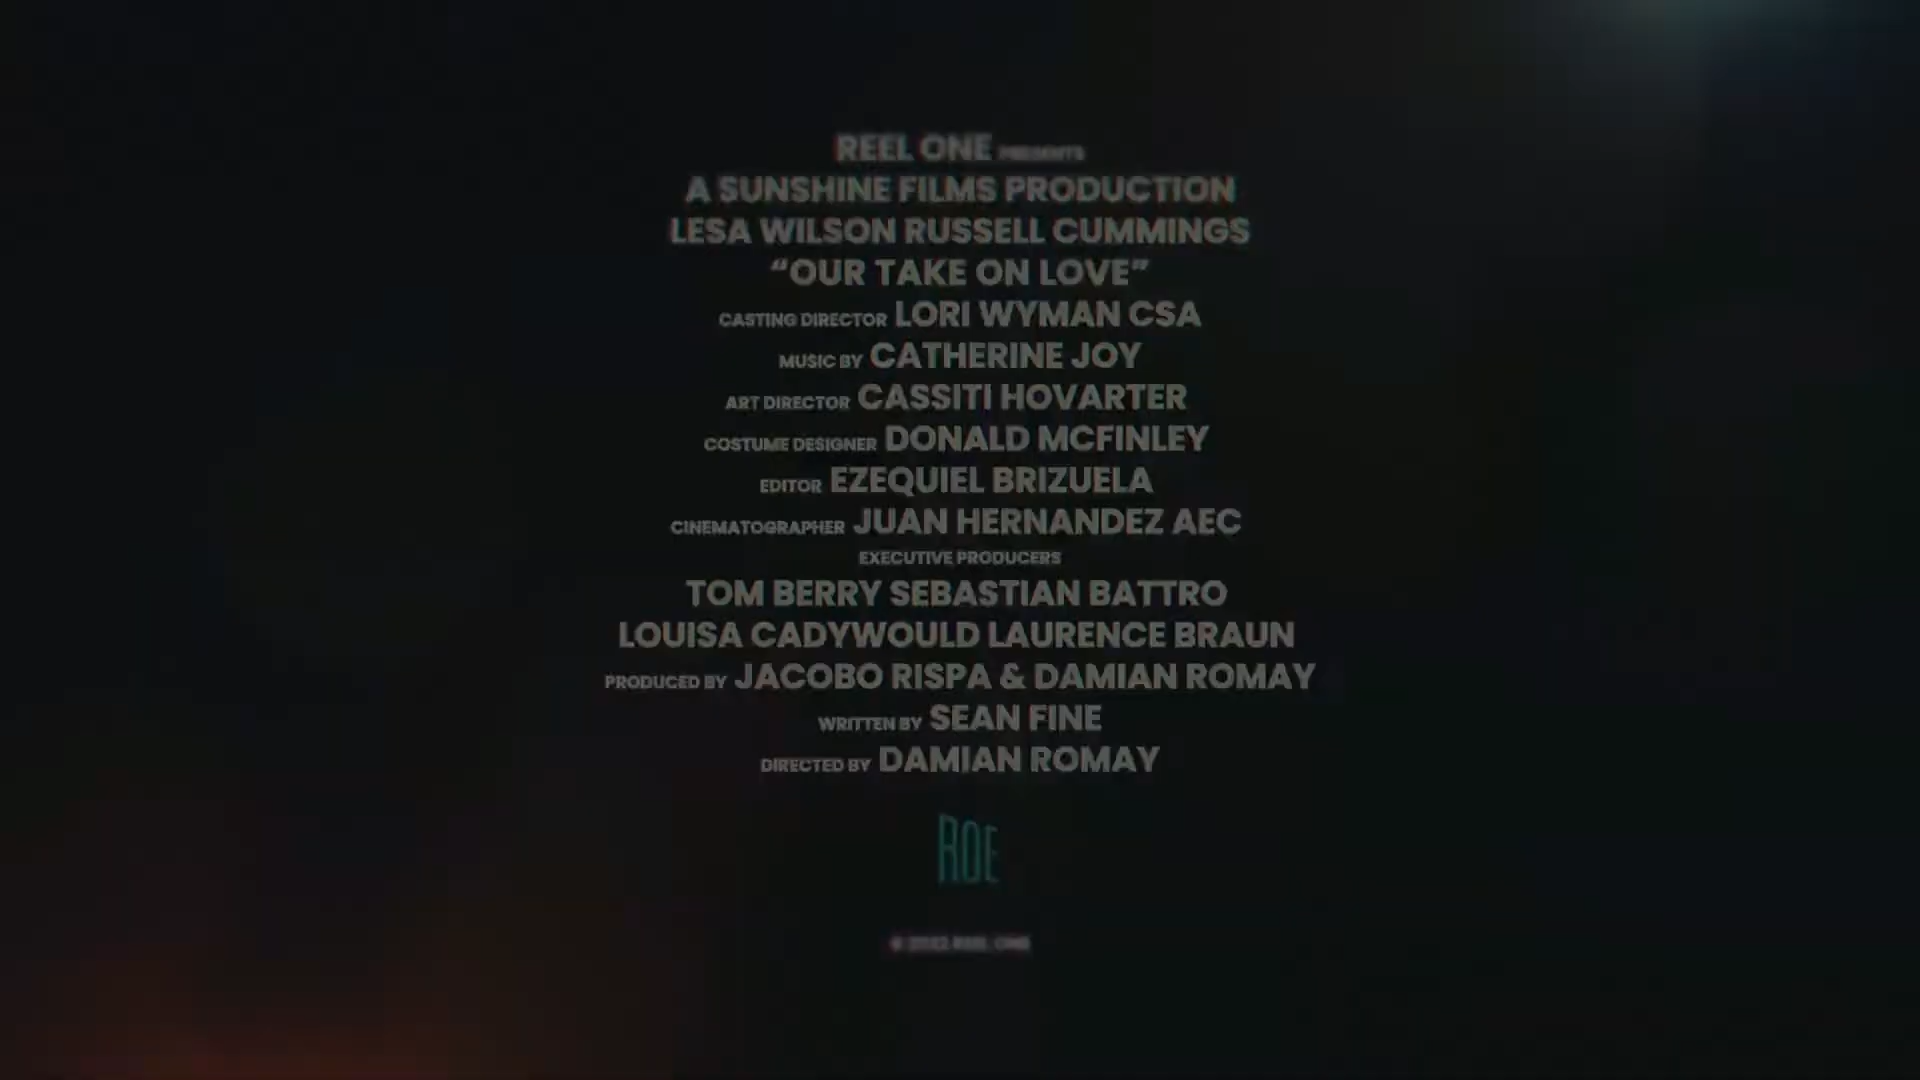 REEL ONE PRESENTS
A SUNSHINE FILMS PRODUCTION
LESA WILSON RUSSELL CUMMINGS
“OUR TAKE ON LOVE”
CASTING DIRECTOR LORI WYMAN CSA
MUSIC BY CATHERINE JOY
ART DIRECTOR CASSITI HOVARTER
COSTUME DESIGNER DONALD MCFINLEY
EDITOR EZEQUIEL BRIZUELA
CINEMATOGRAPHER JUAN HERNANDEZ AEC
EXECUTIVE PRODUCERS
TOM BERRY SEBASTIAN BATTRO
LOUISA CADYWOULD LAURENCE BRAUN
PRODUCED BY JACOBO RISPA & DAMIAN ROMAY
WRITTEN BY SEAN FINE
DIRECTED BY DAMIAN ROMAY
ROE
© REEL ONE